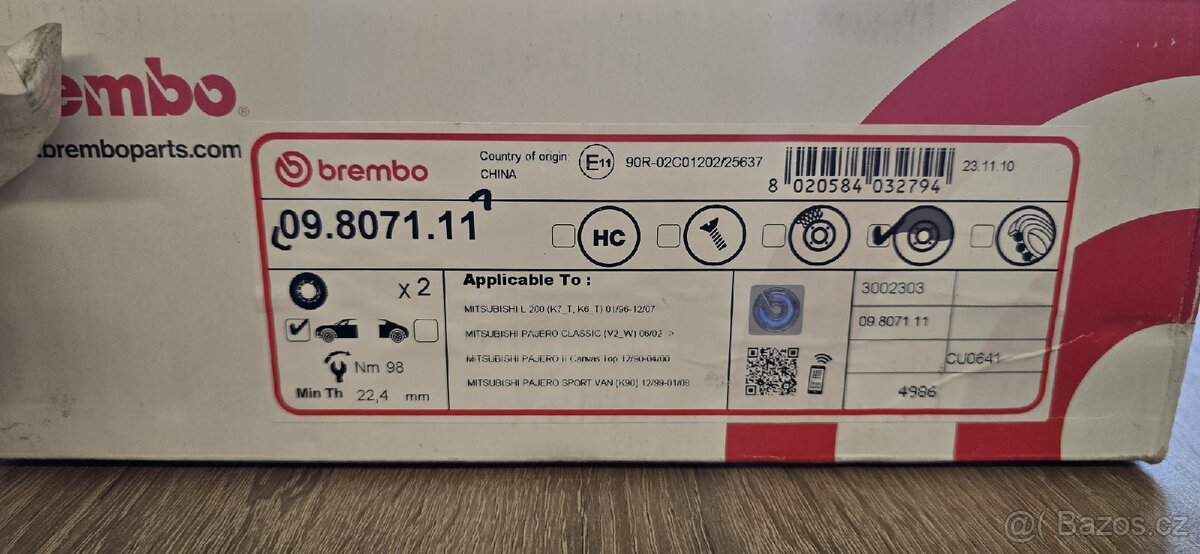 embo®
.bremboparts.com
brembo
Country of origin:
CHINA
E11
90R-02C01202/25637
8 020584 032794
23.11.10
09.8071.11
HC
x 2
Nm 98
Min Th 22,4 mm
Applicable To :
MITSUBISHI L 200 (K7_T, K6_T) 01/96-12/07
MITSUBISHI PAJERO CLASSIC (V2_W) 06/02 ->
MITSUBISHI PAJERO II Canvas Top 12/90-04/00
MITSUBISHI PAJERO SPORT VAN (K90) 12/99-01/08
3002303
09.8071.11
CU0641
4986
@( Bazos.cz